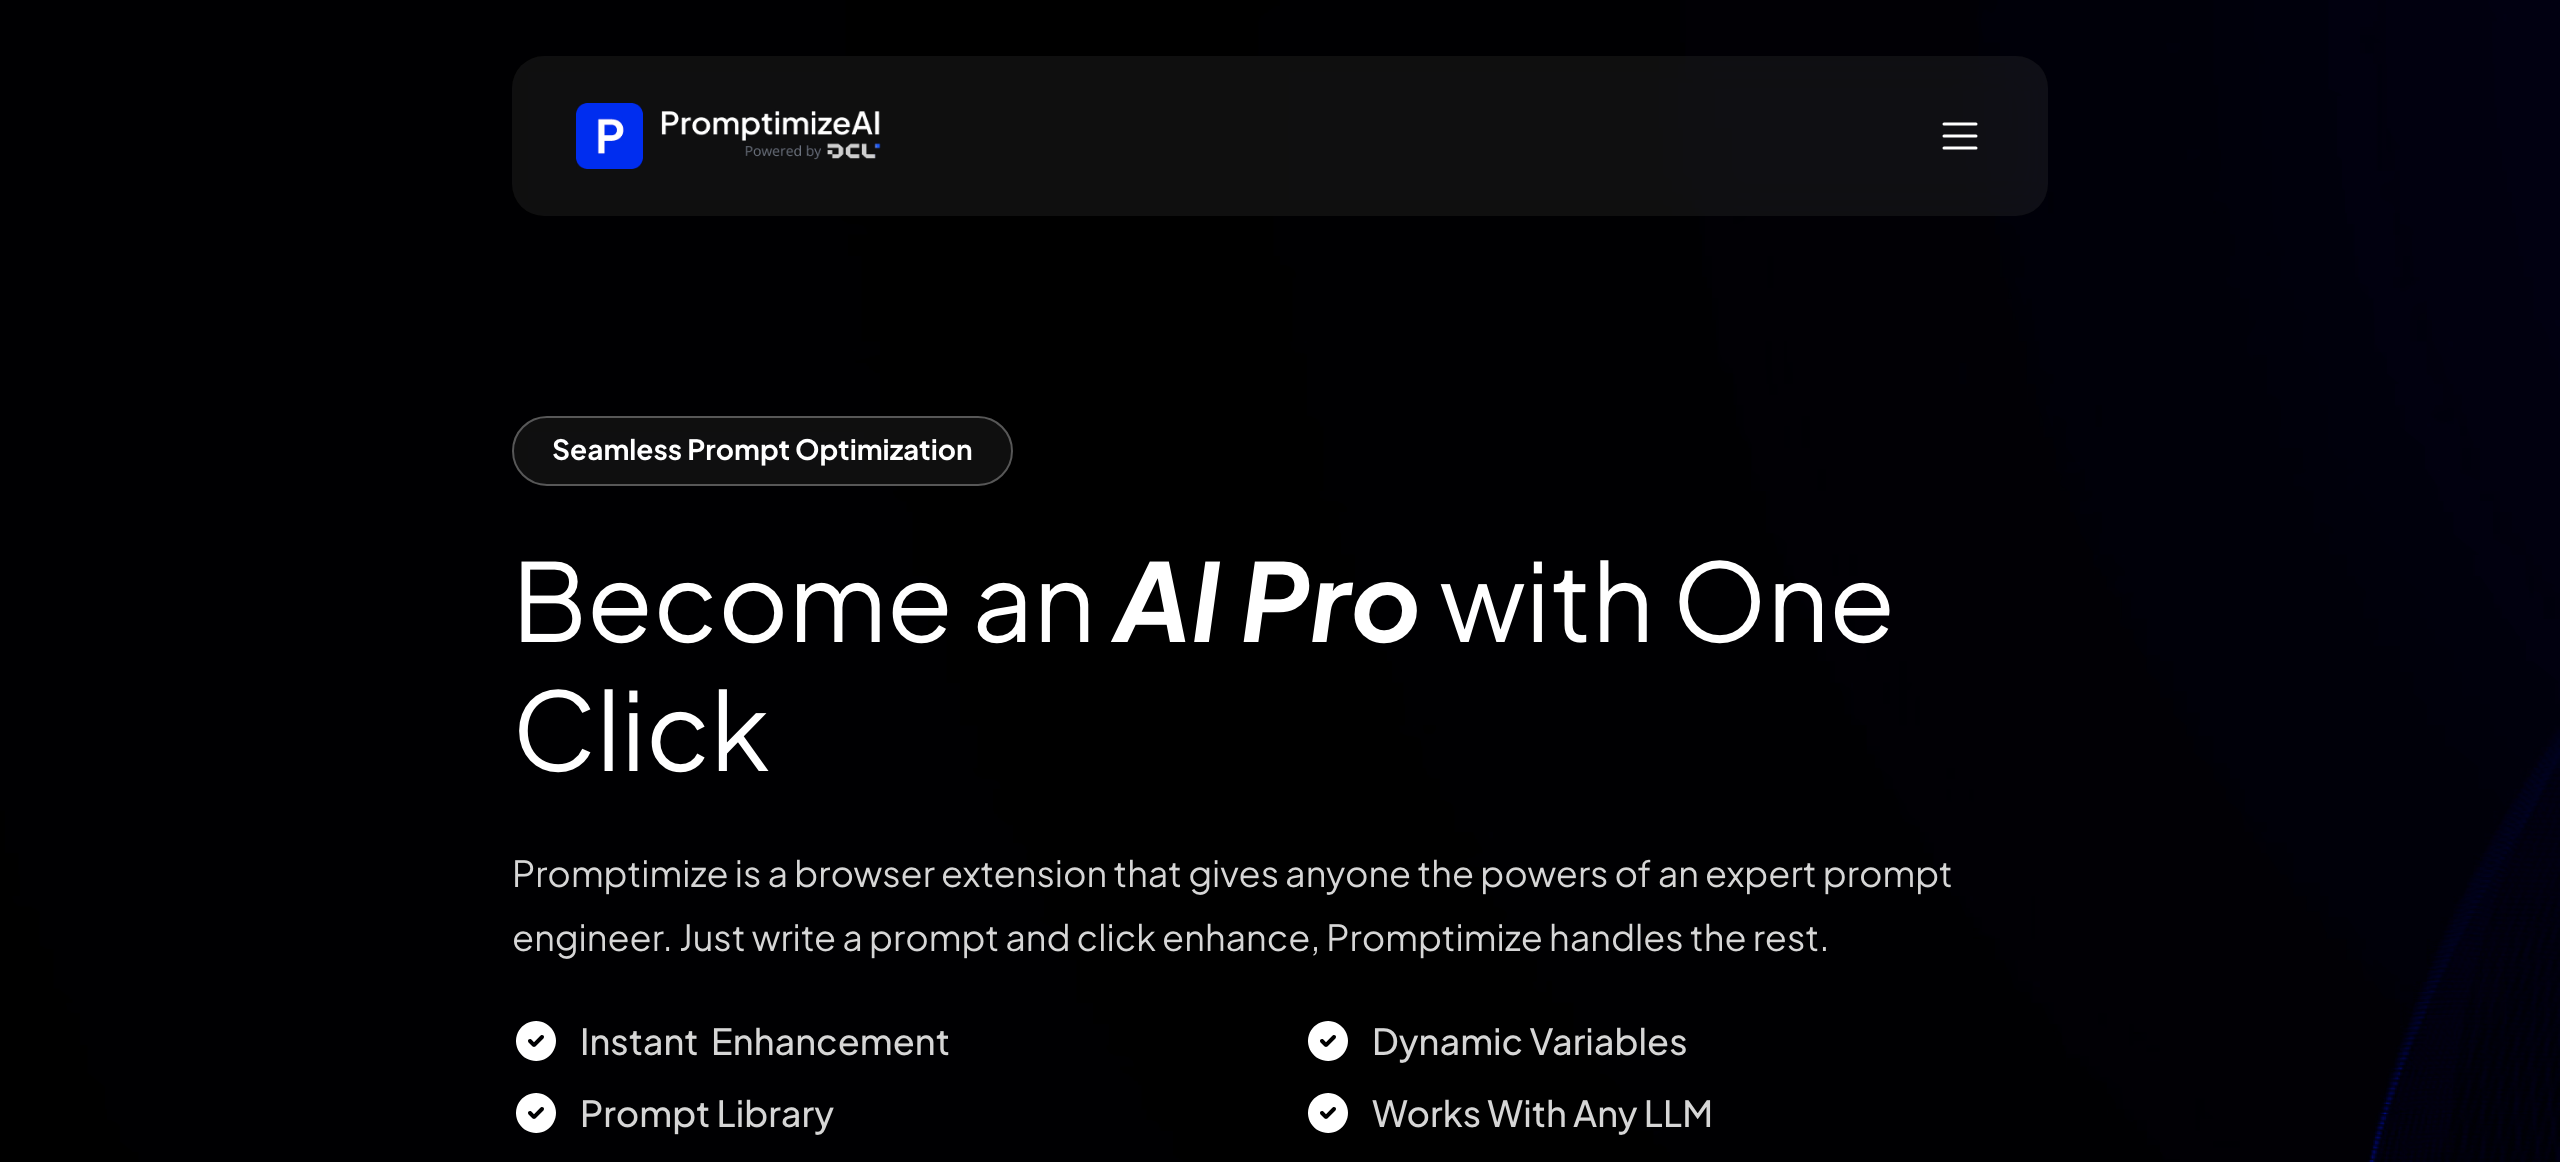 P
PromptimizeAI
Powered by DCL
Seamless Prompt Optimization
Become an AI Pro with One
Click
Promptimize is a browser extension that gives anyone the powers of an expert prompt
engineer. Just write a prompt and click enhance, Promptimize handles the rest.
Instant Enhancement
Dynamic Variables
Prompt Library
Works With Any LLM